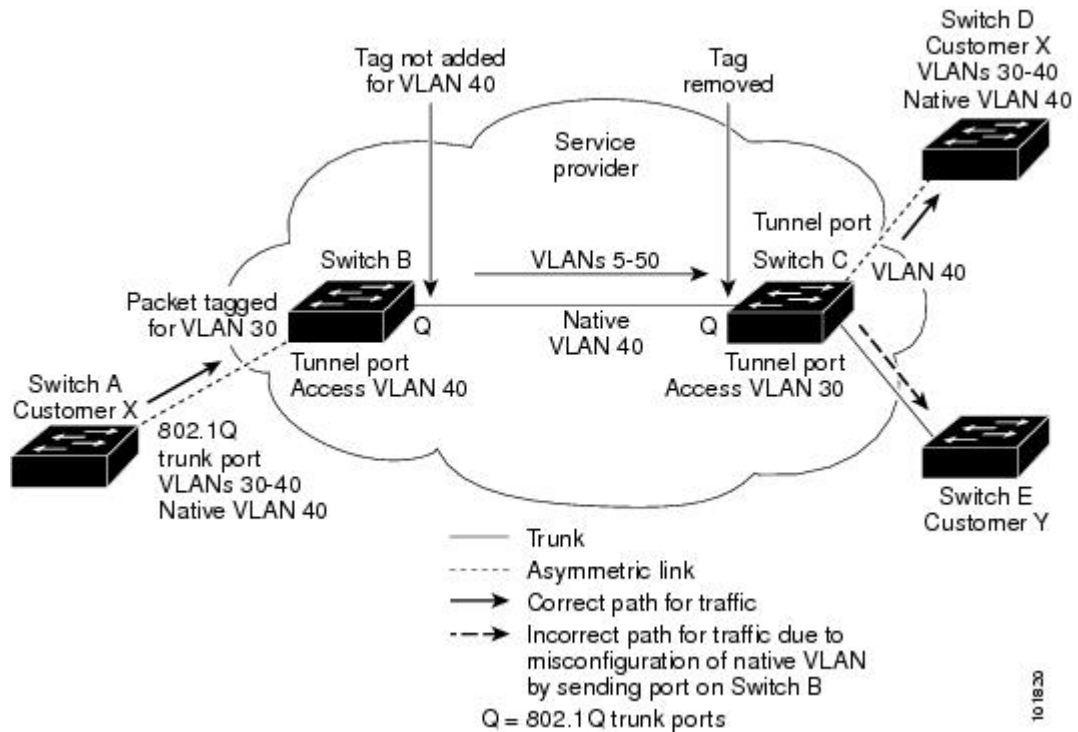 Switch D
Customer X
VLANs 30-40
Native VLAN 40
Tag not added
for VLAN 40
Tag
removed
Service
provider
Tunnel port
Switch B
VLANs 5-50
Switch C
VLAN 40
Packet tagged
for VLAN 30
Q
Native
VLAN 40
Q
Tunnel port
Access VLAN 40
Tunnel port
Access VLAN 30
Switch A
Customer X
802.1Q
trunk port
VLANs 30-40
Native VLAN 40
Switch E
Customer Y
Trunk
Asymmetric link
Correct path for traffic
Incorrect path for traffic due to
misconfiguration of native VLAN
by sending port on Switch B
Q = 802.1Q trunk ports
101820